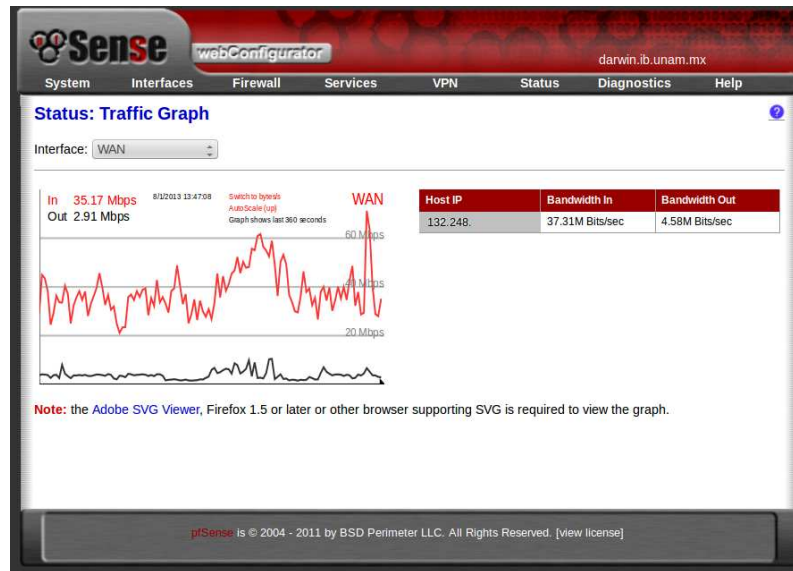 pfSense webConfigurator
darwin.ib.unam.mx
System Interfaces Firewall Services VPN Status Diagnostics Help
Status: Traffic Graph
?
Interface: WAN
In 35.17 Mbps 8/1/2013 13:47:08 Switch to bytes/s WAN
AutoScale (up)
Out 2.91 Mbps Graph shows last 360 seconds
60 Mbps
40 Mbps
20 Mbps
Host IP Bandwidth In Bandwidth Out
132.248. 37.31M Bits/sec 4.58M Bits/sec
Note: the Adobe SVG Viewer, Firefox 1.5 or later or other browser supporting SVG is required to view the graph.
pfSense is © 2004 - 2011 by BSD Perimeter LLC. All Rights Reserved. [view license]